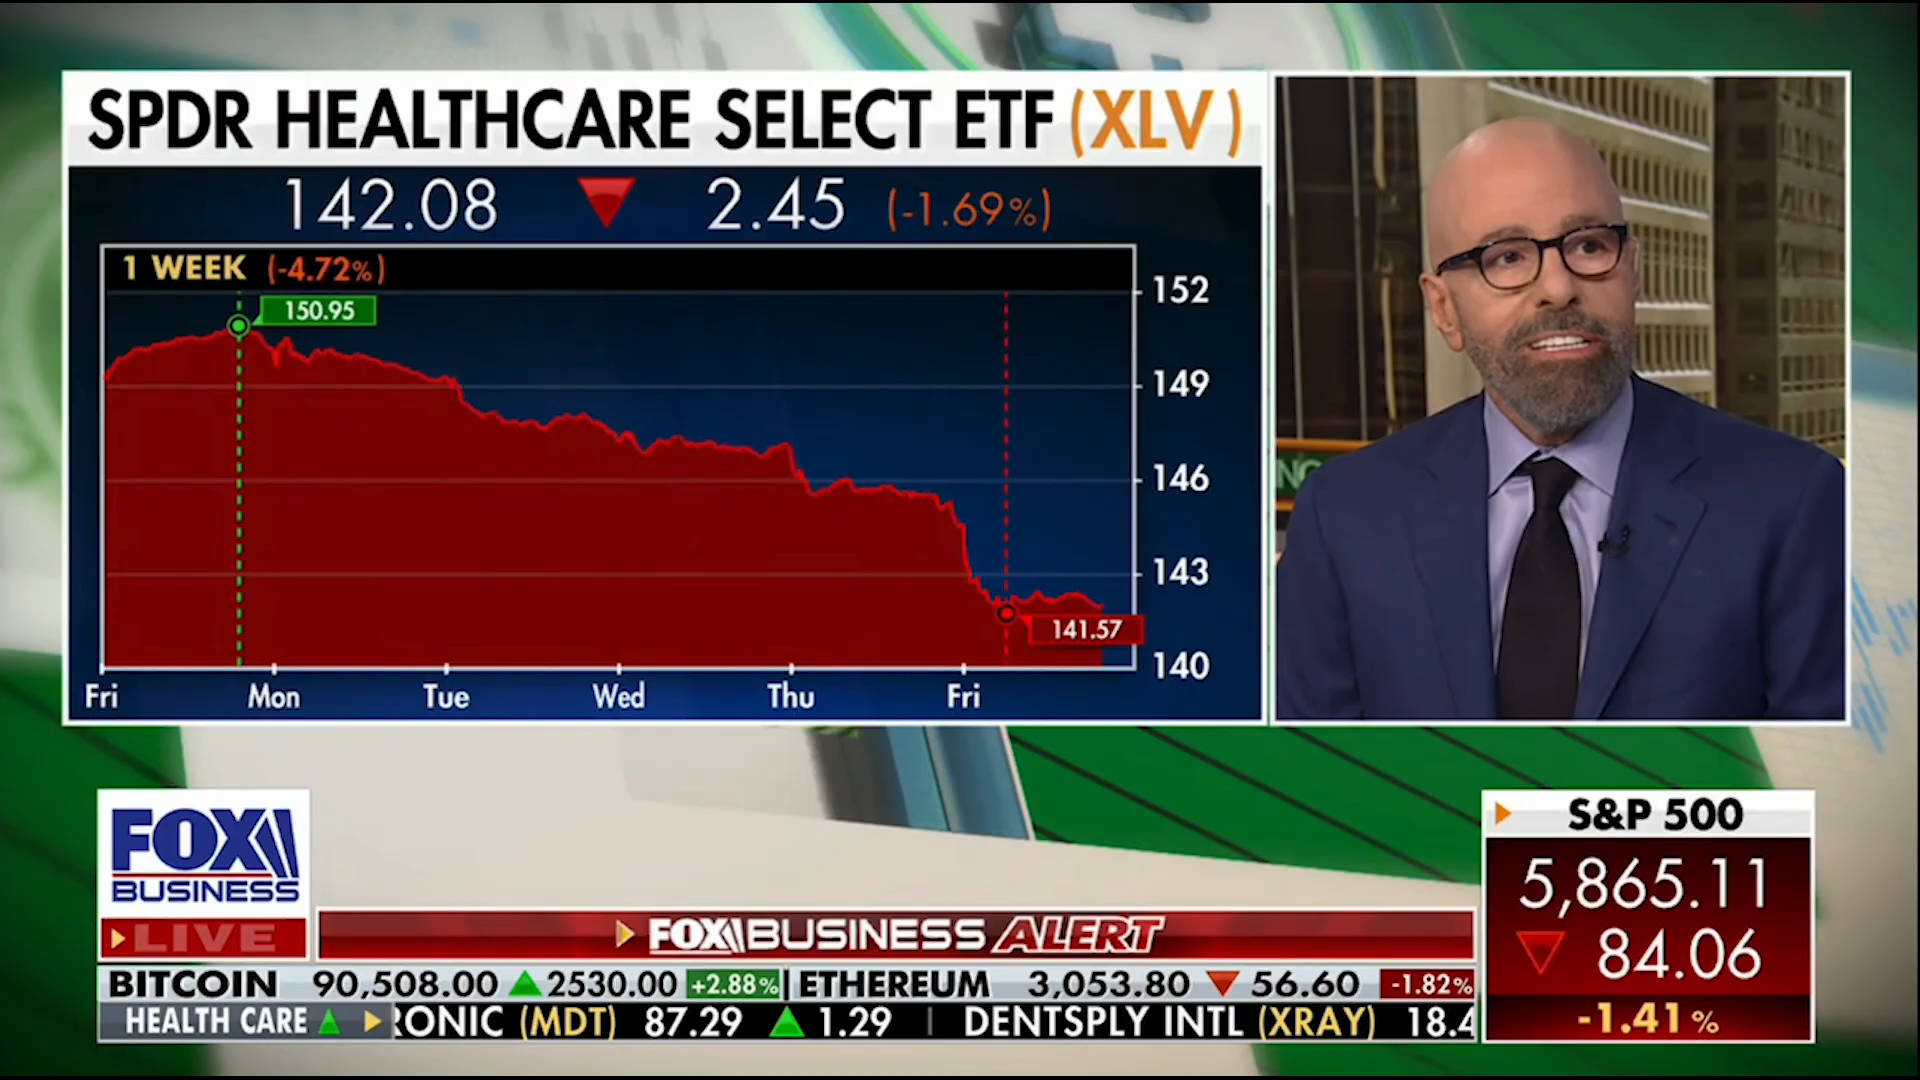 SPDR HEALTHCARE SELECT ETF (XLV)
142.08 ▼ 2.45 (-1.69%)
1 WEEK (-4.72%)
150.95
152
149
146
143
141.57
140
Fri Mon Tue Wed Thu Fri
FOX
BUSINESS
LIVE
FOX BUSINESS ALERT
S&P 500
5,865.11
▼ 84.06
-1.41%
BITCOIN 90,508.00 ▲ 2530.00 +2.88% ETHEREUM 3,053.80 ▼ 56.60 -1.82%
HEALTH CARE ▲ RONIC (MDT) 87.29 ▲ 1.29 | DENTSPLY INTL (XRAY) 18.4